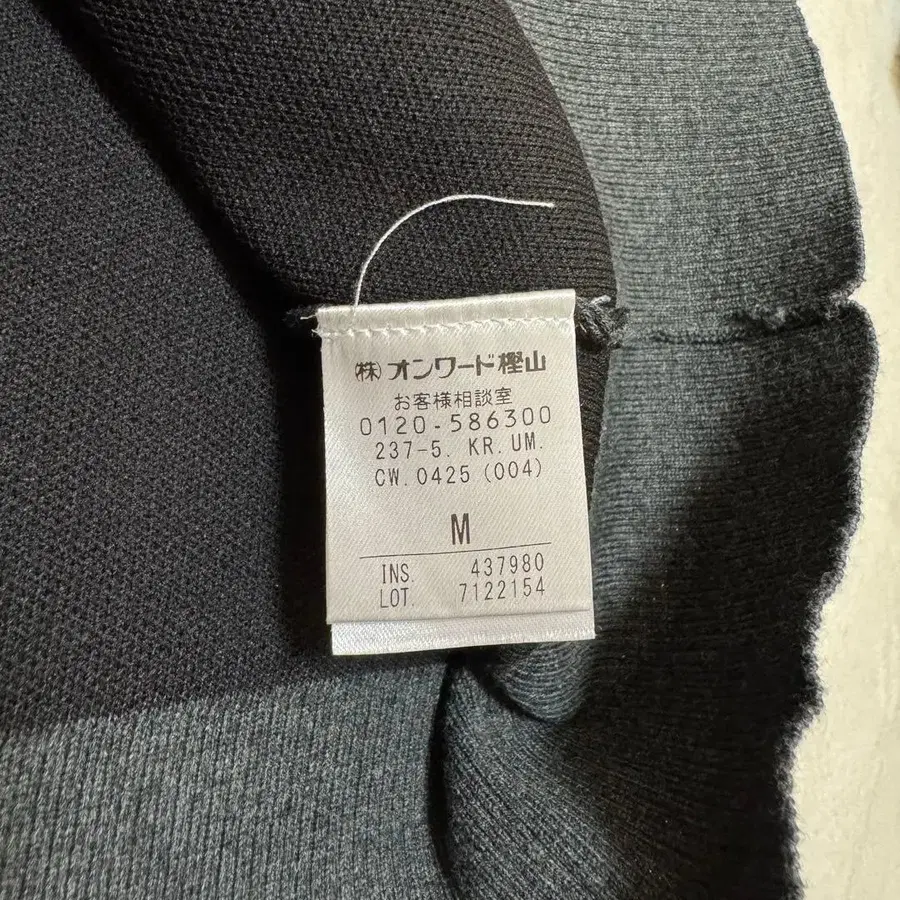 ㈱オンワード樫山
お客様相談室
0120-586300
237-5. KR. UM.
CW. 0425 (004)
M
INS. 437980
LOT. 7122154